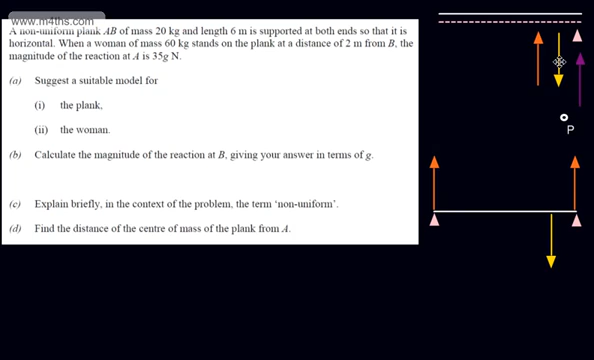 www.m4ths.com
A non-uniform plank AB of mass 20 kg and length 6 m is supported at both ends so that it is
horizontal. When a woman of mass 60 kg stands on the plank at a distance of 2 m from B, the
magnitude of the reaction at A is 35g N.
(a) Suggest a suitable model for
(i) the plank,
(ii) the woman.
(b) Calculate the magnitude of the reaction at B, giving your answer in terms of g.
(c) Explain briefly, in the context of the problem, the term ‘non-uniform’.
(d) Find the distance of the centre of mass of the plank from A.
P